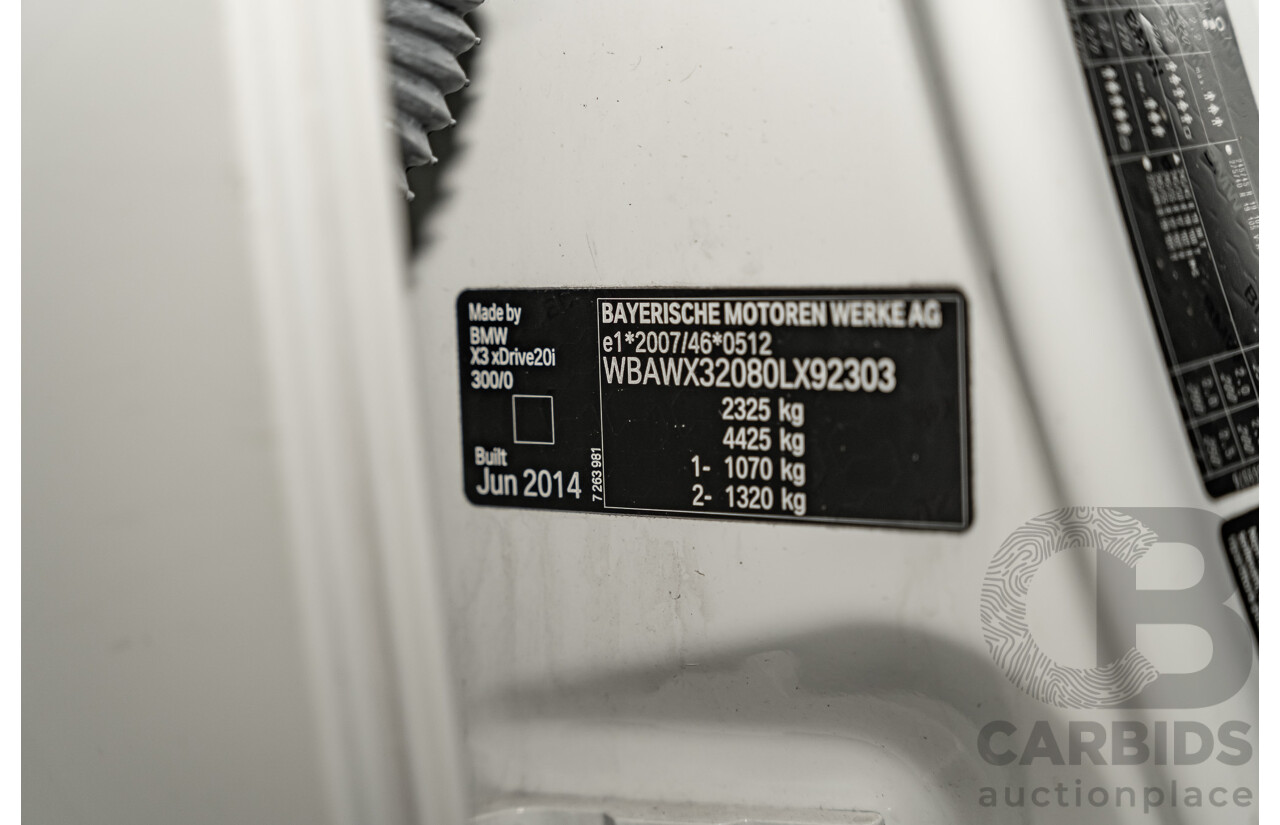 Made by
BMW
X3 xDrive20i
300/0
Built
Jun 2014
7 263 981
BAYERISCHE MOTOREN WERKE AG
e1*2007/46*0512
WBAWX32080LX92303
2325 kg
4425 kg
1- 1070 kg
2- 1320 kg
CB
CARBIDS
auctionplace